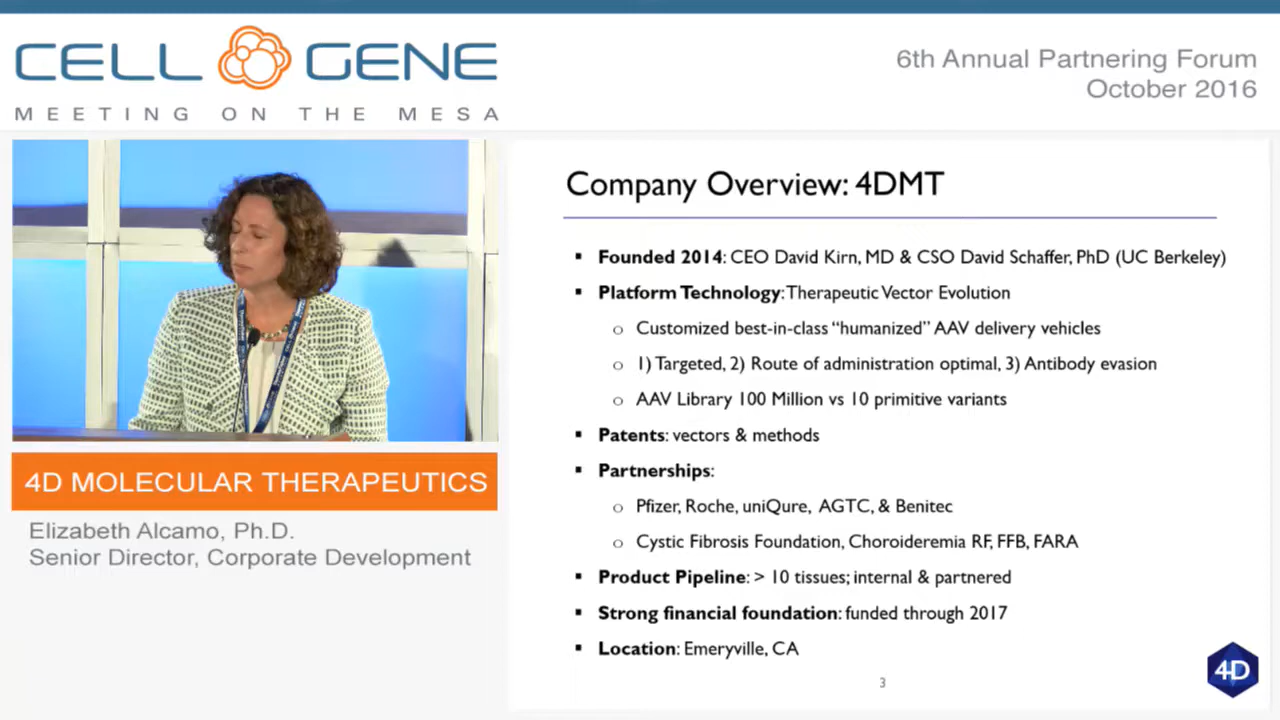 CELL GENE
MEETING ON THE MESA
6th Annual Partnering Forum
October 2016
Company Overview: 4DMT
▪ Founded 2014: CEO David Kirn, MD & CSO David Schaffer, PhD (UC Berkeley)
▪ Platform Technology: Therapeutic Vector Evolution
o Customized best-in-class “humanized” AAV delivery vehicles
o 1) Targeted, 2) Route of administration optimal, 3) Antibody evasion
o AAV Library 100 Million vs 10 primitive variants
▪ Patents: vectors & methods
▪ Partnerships:
o Pfizer, Roche, uniQure, AGTC, & Benitec
o Cystic Fibrosis Foundation, Choroideremia RF, FFB, FARA
▪ Product Pipeline: > 10 tissues; internal & partnered
▪ Strong financial foundation: funded through 2017
▪ Location: Emeryville, CA
3
4D
4D MOLECULAR THERAPEUTICS
Elizabeth Alcamo, Ph.D.
Senior Director, Corporate Development